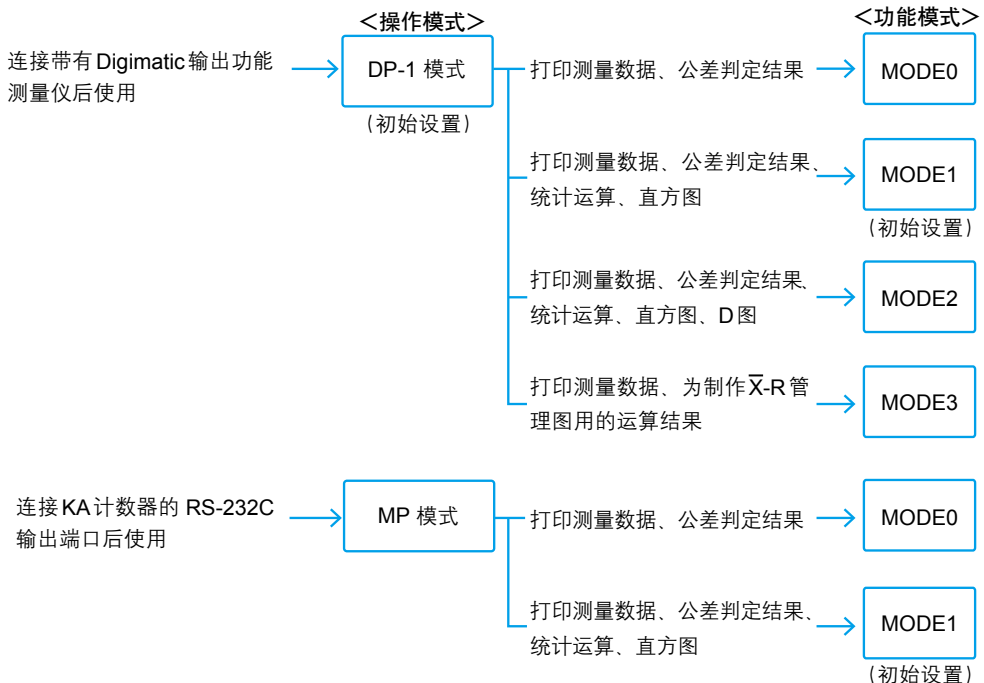 <操作模式>
<功能模式>
连接带有Digimatic输出功能
测量仪后使用
DP-1 模式
(初始设置)
打印测量数据、公差判定结果
MODE0
打印测量数据、公差判定结果、
统计运算、直方图
MODE1
(初始设置)
打印测量数据、公差判定结果、
统计运算、直方图、D图
MODE2
打印测量数据、为制作X̅-R管
理图用的运算结果
MODE3
连接KA计数器的 RS-232C
输出端口后使用
MP 模式
打印测量数据、公差判定结果
MODE0
打印测量数据、公差判定结果、
统计运算、直方图
MODE1
(初始设置)